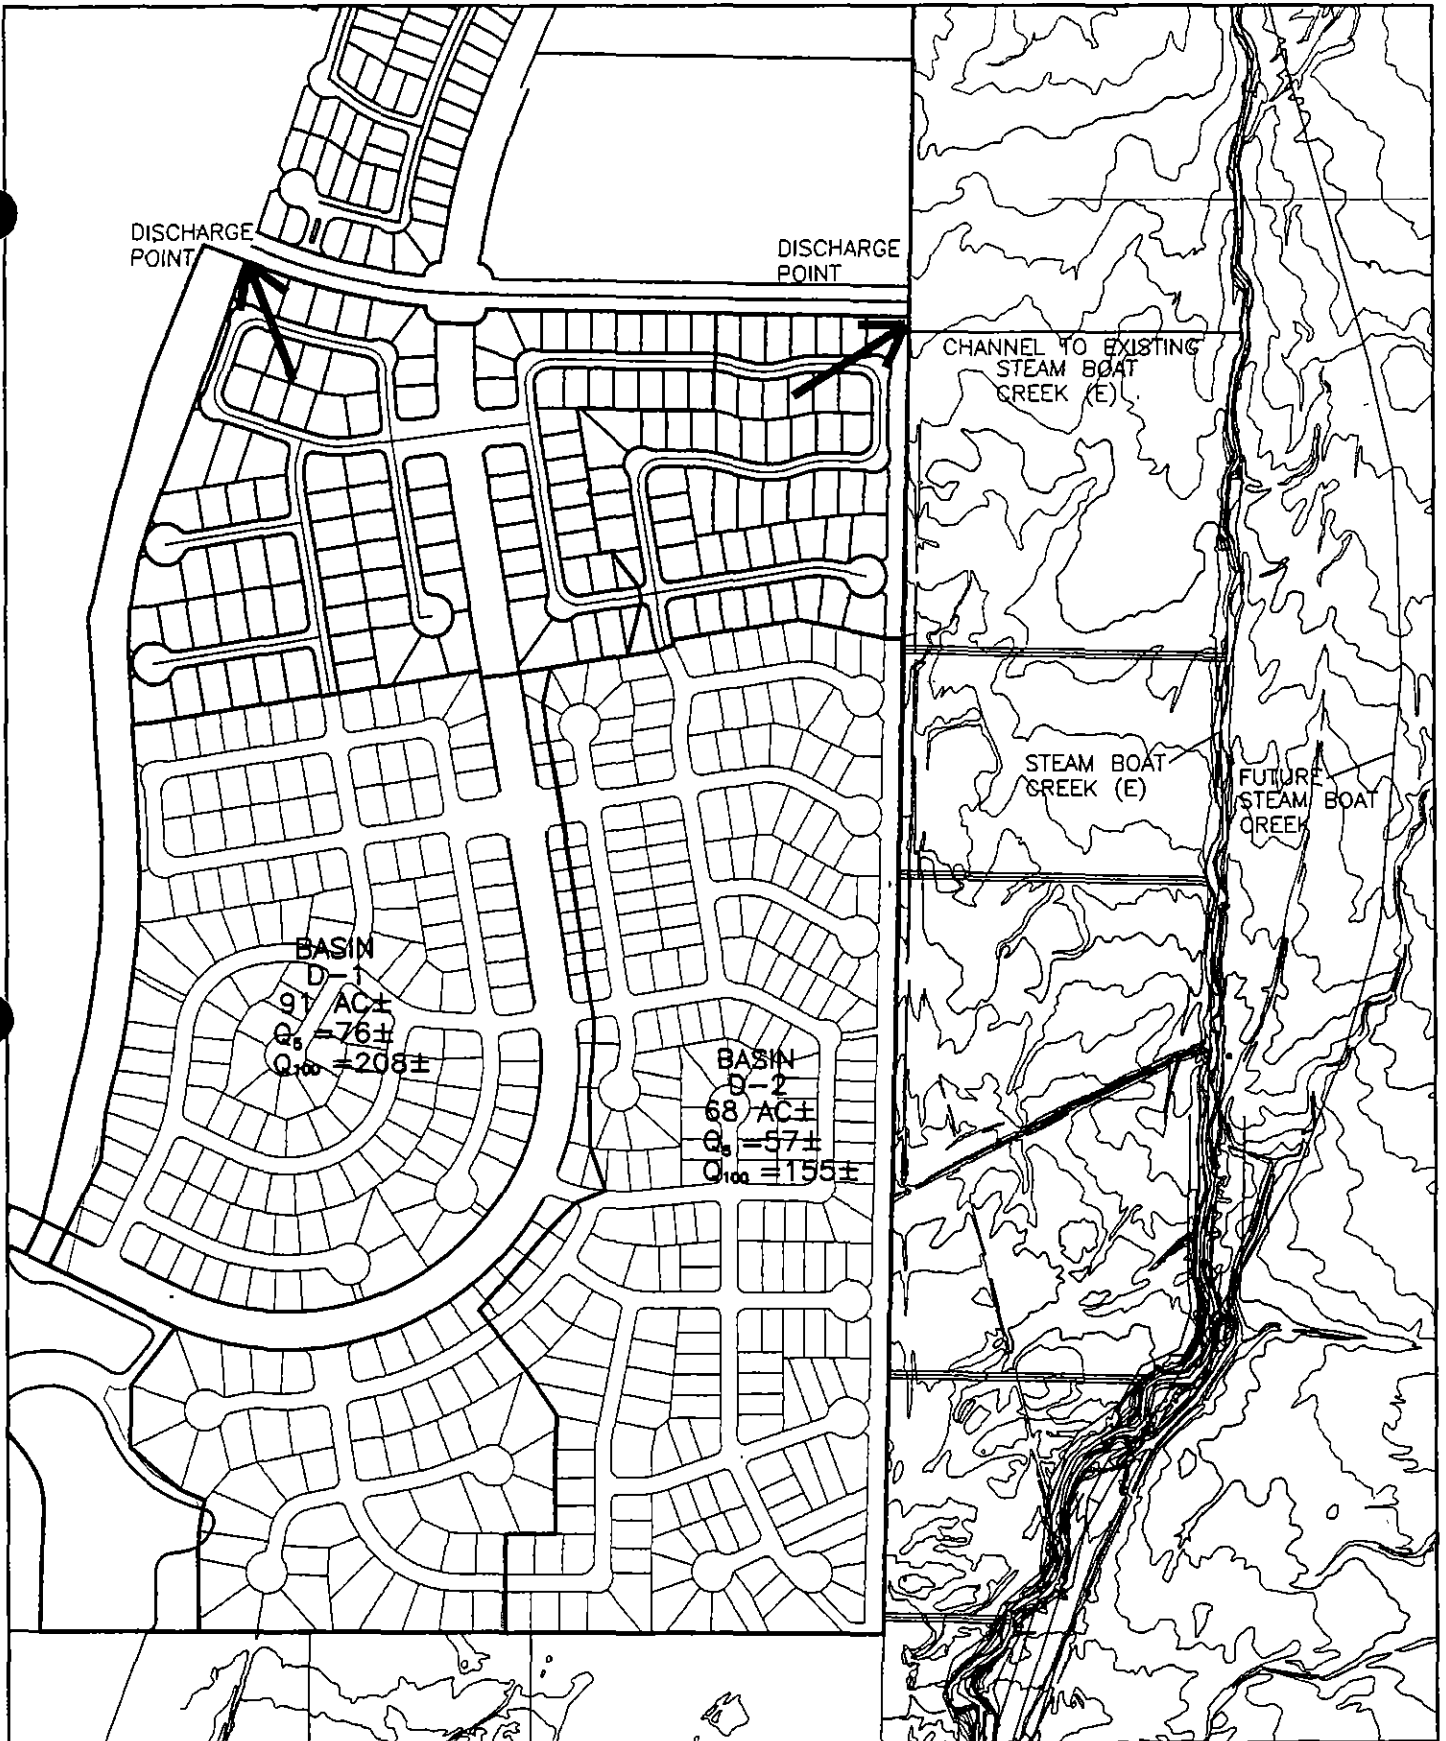 DISCHARGE
POINT
DISCHARGE
POINT
CHANNEL TO EXISTING
STEAM BOAT
CREEK (E)
STEAM BOAT
CREEK (E)
FUTURE
STEAM BOAT
CREEK
BASIN
D-1
91 AC±
Q₅ =76±
Q₁₀₀ =208±
BASIN
D-2
68 AC±
Q₅ =57±
Q₁₀₀ =155±